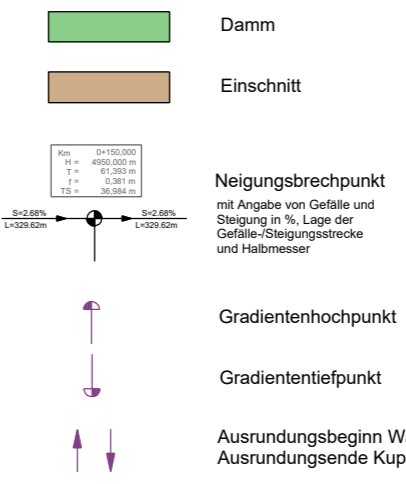 Damm
Einschnitt
Km 0+150,000
H = 4950,000 m
T = 61,393 m
f = 0,381 m
TS = 36,984 m
S=2.68% S=2.68%
L=329.62m L=329.62m
Neigungsbrechpunkt
mit Angabe von Gefälle und
Steigung in %, Lage der
Gefälle-/Steigungsstrecke
und Halbmesser
Gradientenhochpunkt
Gradiententiefpunkt
Ausrundungsbeginn
Ausrundungsende